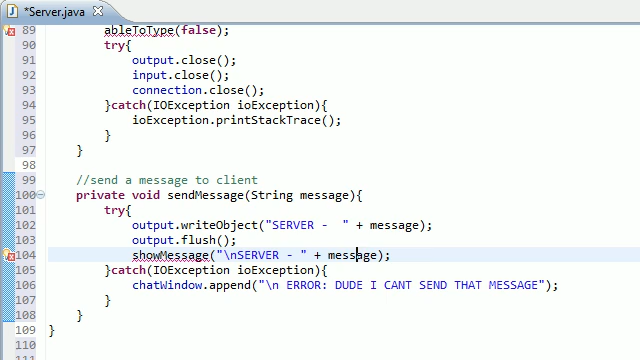 *Server.java
89 ableToType(false);
90 try{
91 output.close();
92 input.close();
93 connection.close();
94 }catch(IOException ioException){
95 ioException.printStackTrace();
96 }
97 }
98
99 //send a message to client
100 private void sendMessage(String message){
101 try{
102 output.writeObject("SERVER -  " + message);
103 output.flush();
104 showMessage("\nSERVER - " + message);
105 }catch(IOException ioException){
106 chatWindow.append("\n ERROR: DUDE I CANT SEND THAT MESSAGE");
107 }
108 }
109 }
110